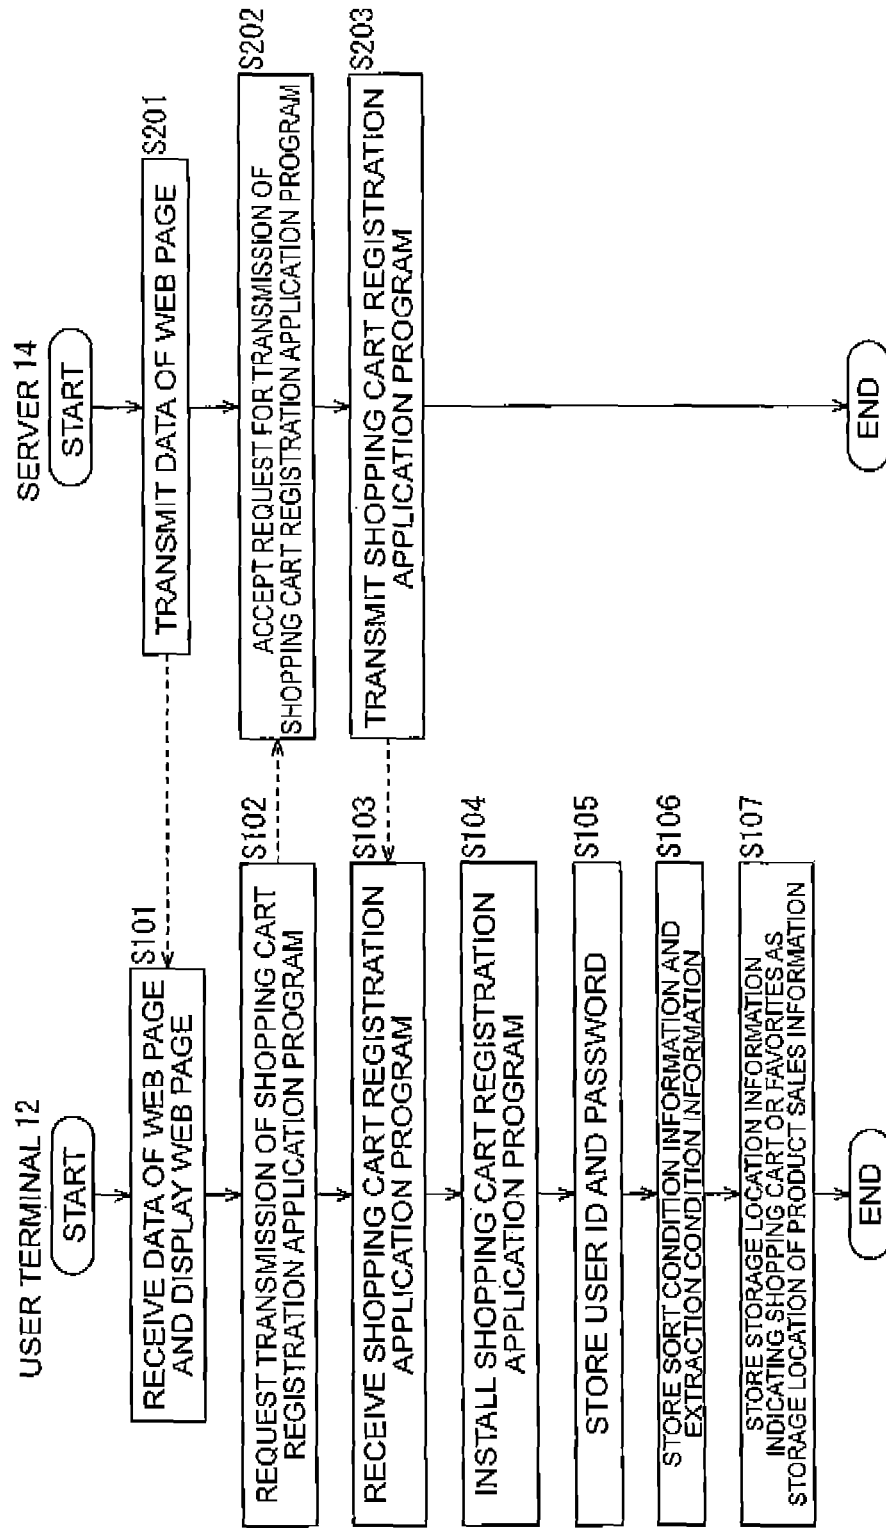 USER TERMINAL 12
START
S101
RECEIVE DATA OF WEB PAGE
AND DISPLAY WEB PAGE
S102
REQUEST TRANSMISSION OF SHOPPING CART
REGISTRATION APPLICATION PROGRAM
S103
RECEIVE SHOPPING CART REGISTRATION
APPLICATION PROGRAM
S104
INSTALL SHOPPING CART REGISTRATION
APPLICATION PROGRAM
S105
STORE USER ID AND PASSWORD
S106
STORE SORT CONDITION INFORMATION AND
EXTRACTION CONDITION INFORMATION
S107
STORE STORAGE LOCATION INFORMATION
INDICATING SHOPPING CART OR FAVORITES AS
STORAGE LOCATION OF PRODUCT SALES INFORMATION
END
SERVER 14
START
S201
TRANSMIT DATA OF WEB PAGE
S202
ACCEPT REQUEST FOR TRANSMISSION OF
SHOPPING CART REGISTRATION APPLICATION PROGRAM
S203
TRANSMIT SHOPPING CART REGISTRATION
APPLICATION PROGRAM
END